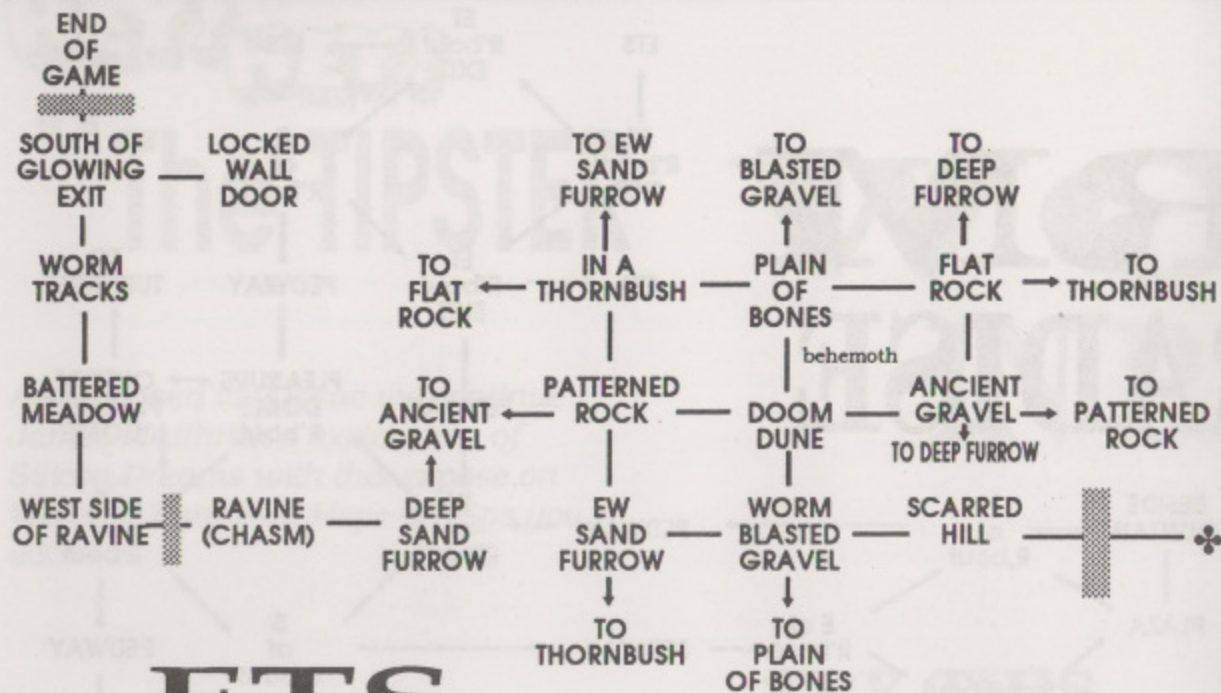 END
OF
GAME
SOUTH OF
GLOWING
EXIT
LOCKED
WALL
DOOR
TO EW
SAND
FURROW
TO
BLASTED
GRAVEL
TO
DEEP
FURROW
WORM
TRACKS
TO
FLAT
ROCK
IN A
THORNBUSH
PLAIN
OF
BONES
FLAT
ROCK
TO
THORNBUSH
behemoth
BATTERED
MEADOW
TO
ANCIENT
GRAVEL
PATTERNED
ROCK
DOOM
DUNE
ANCIENT
GRAVEL
TO DEEP FURROW
TO
PATTERNED
ROCK
WEST SIDE
OF RAVINE
RAVINE
(CHASM)
DEEP
SAND
FURROW
EW
SAND
FURROW
WORM
BLASTED
GRAVEL
SCARRED
HILL
TO
THORNBUSH
TO
PLAIN
OF BONES
ETS